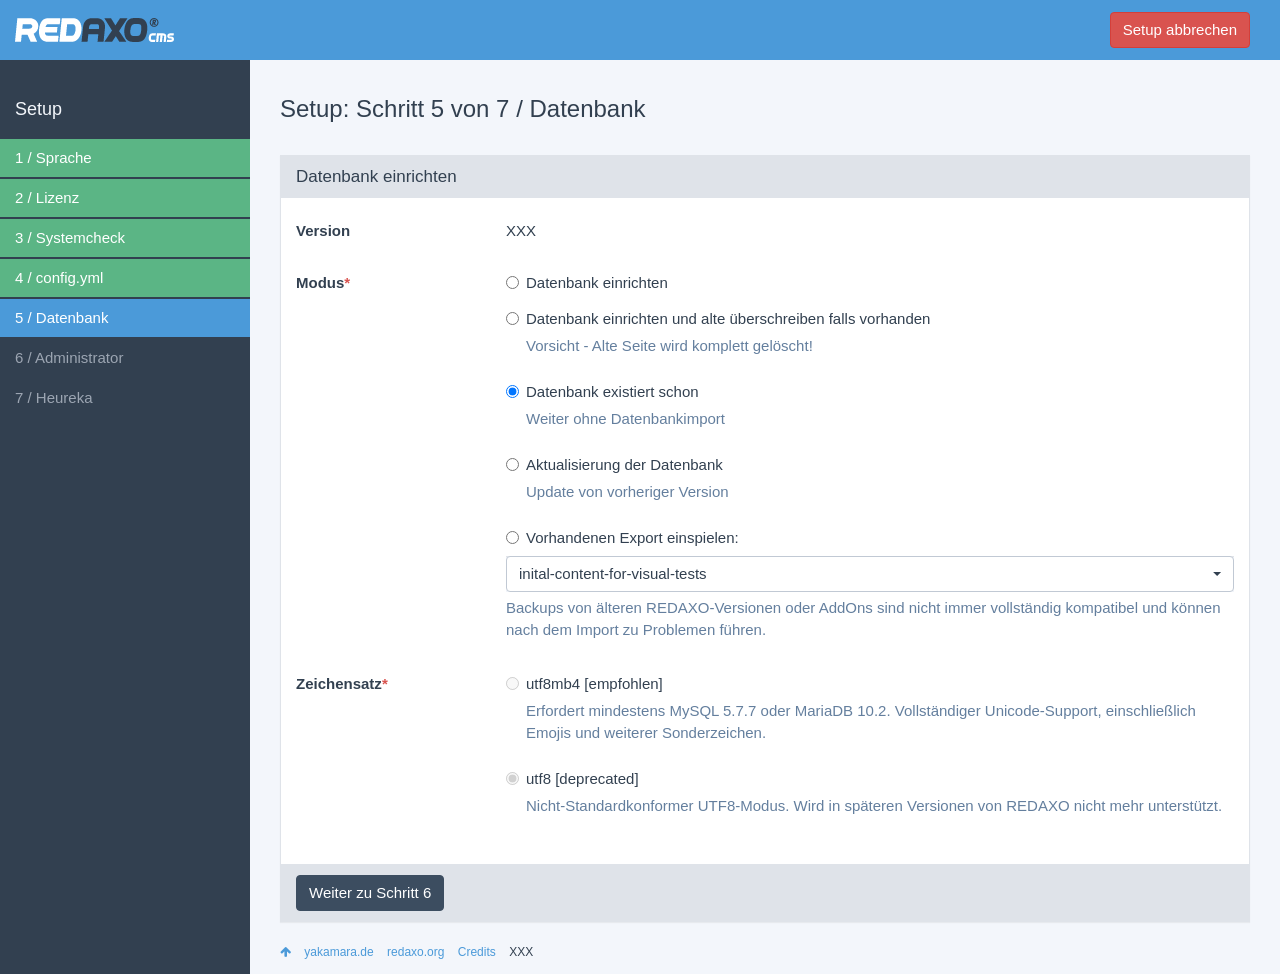 REDAXO® cms
Setup abbrechen
Setup
1 / Sprache
2 / Lizenz
3 / Systemcheck
4 / config.yml
5 / Datenbank
6 / Administrator
7 / Heureka
Setup: Schritt 5 von 7 / Datenbank
Datenbank einrichten
Version XXX
Modus* Datenbank einrichten
Datenbank einrichten und alte überschreiben falls vorhanden
Vorsicht - Alte Seite wird komplett gelöscht!
Datenbank existiert schon
Weiter ohne Datenbankimport
Aktualisierung der Datenbank
Update von vorheriger Version
Vorhandenen Export einspielen:
inital-content-for-visual-tests
Backups von älteren REDAXO-Versionen oder AddOns sind nicht immer vollständig kompatibel und können
nach dem Import zu Problemen führen.
Zeichensatz* utf8mb4 [empfohlen]
Erfordert mindestens MySQL 5.7.7 oder MariaDB 10.2. Vollständiger Unicode-Support, einschließlich
Emojis und weiterer Sonderzeichen.
utf8 [deprecated]
Nicht-Standardkonformer UTF8-Modus. Wird in späteren Versionen von REDAXO nicht mehr unterstützt.
Weiter zu Schritt 6
yakamara.de redaxo.org Credits XXX